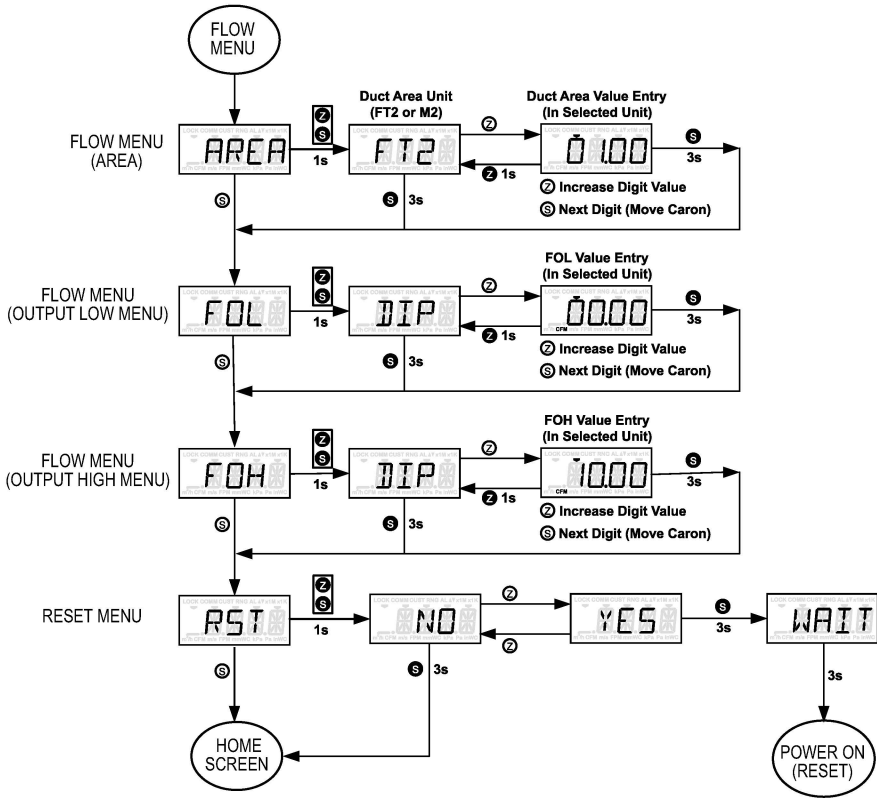 FLOW
MENU
Duct Area Unit
(FT2 or M2)
Duct Area Value Entry
(In Selected Unit)
FLOW MENU
(AREA)
AREA
Z
S
1s
FT2
Z
Z 1s
01.00
S
3s
Z Increase Digit Value
S Next Digit (Move Caron)
S
S 3s
FOL Value Entry
(In Selected Unit)
FLOW MENU
(OUTPUT LOW MENU)
FOL
Z
S
1s
DIP
Z
Z 1s
00.00
CFM
S
3s
Z Increase Digit Value
S Next Digit (Move Caron)
S
S 3s
FOH Value Entry
(In Selected Unit)
FLOW MENU
(OUTPUT HIGH MENU)
FOH
Z
S
1s
DIP
Z
Z 1s
10.00
CFM
S
3s
Z Increase Digit Value
S Next Digit (Move Caron)
S
S 3s
RESET MENU
RST
Z
S
1s
NO
Z
Z
YES
S
3s
WAIT
S
S 3s
3s
HOME
SCREEN
POWER ON
(RESET)